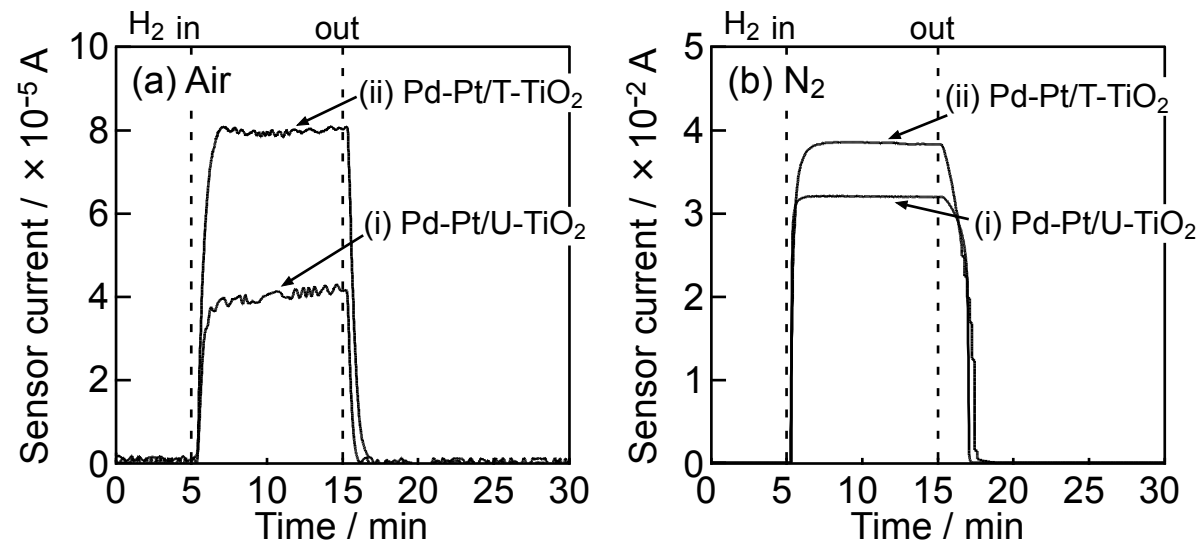 H2 in out
10
8
6
4
2
0
0 5 10 15 20 25 30
Time / min
Sensor current / × 10−5 A
(a) Air
(ii) Pd-Pt/T-TiO2
(i) Pd-Pt/U-TiO2
H2 in out
5
4
3
2
1
0
0 5 10 15 20 25 30
Time / min
Sensor current / × 10−2 A
(b) N2
(ii) Pd-Pt/T-TiO2
(i) Pd-Pt/U-TiO2